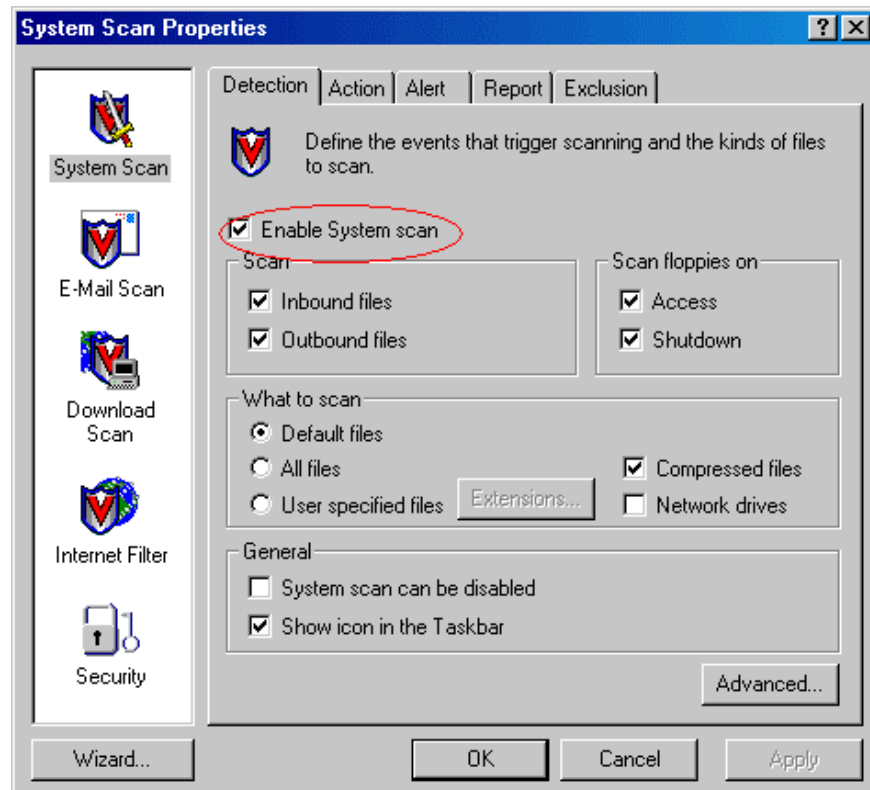 System Scan Properties
Detection Action Alert Report Exclusion
System Scan
E-Mail Scan
Download
Scan
Internet Filter
Security
Define the events that trigger scanning and the kinds of files
to scan.
Enable System scan
Scan
Inbound files
Outbound files
Scan floppies on
Access
Shutdown
What to scan
Default files
All files
User specified files
Extensions...
Compressed files
Network drives
General
System scan can be disabled
Show icon in the Taskbar
Advanced...
Wizard... OK Cancel Apply